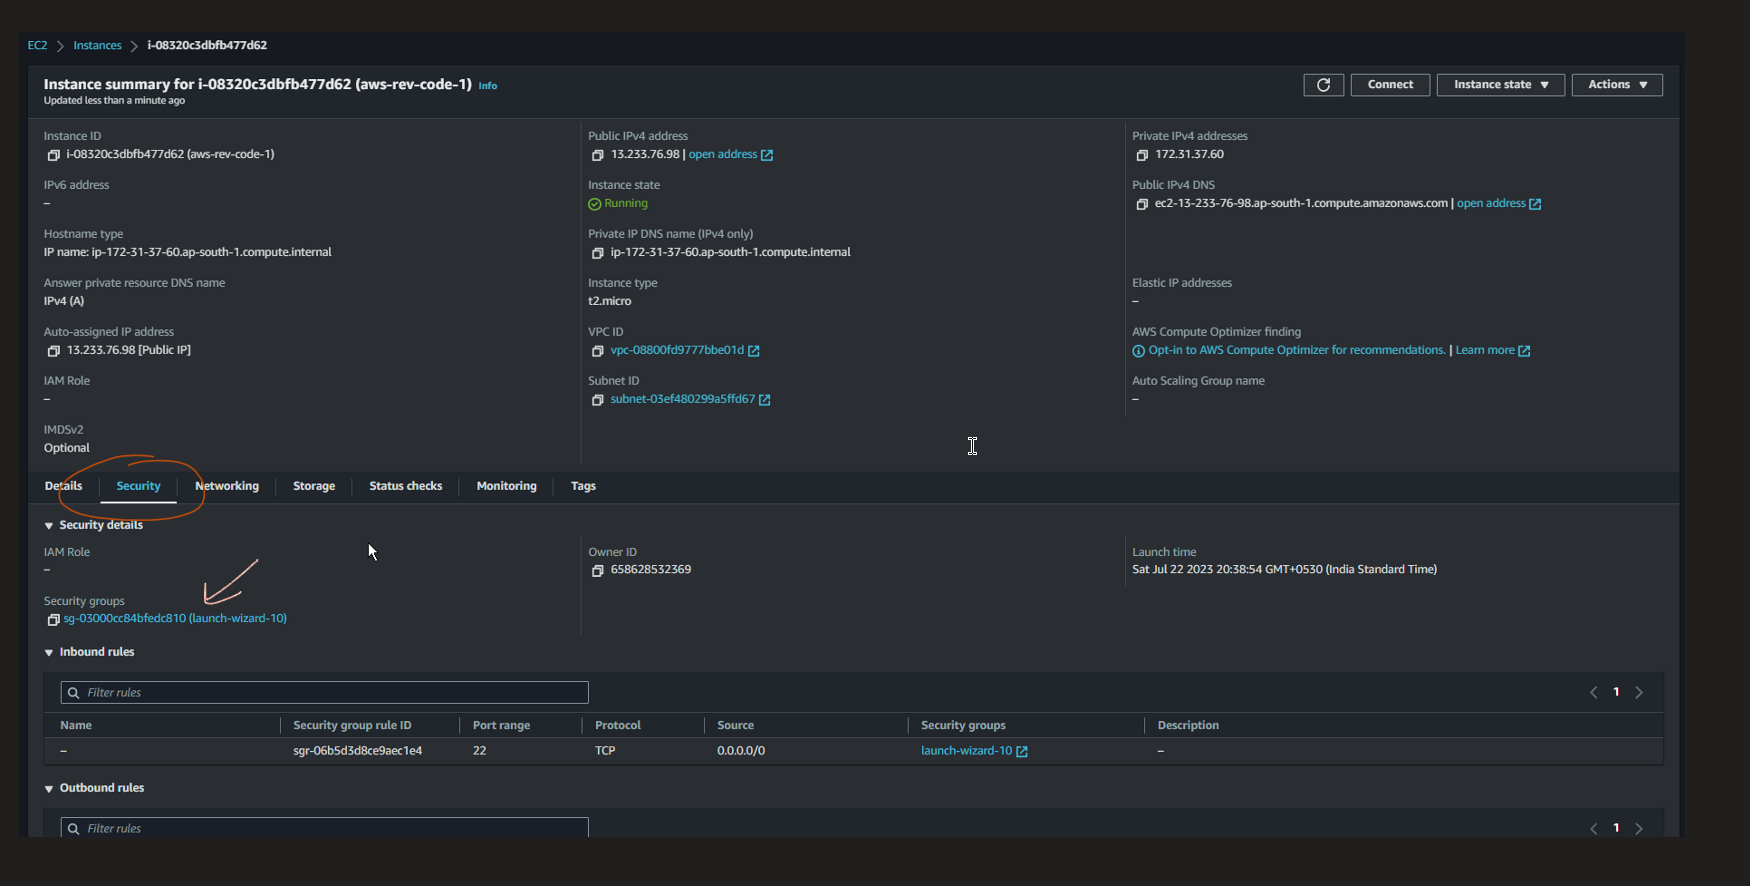 EC2 > Instances > i-08320c3dbfb477d62
Instance summary for i-08320c3dbfb477d62 (aws-rev-code-1) Info
Updated less than a minute ago
Connect
Instance state
Actions
Instance ID
i-08320c3dbfb477d62 (aws-rev-code-1)
Public IPv4 address
13.233.76.98 | open address
Private IPv4 addresses
172.31.37.60
IPv6 address
–
Instance state
Running
Public IPv4 DNS
ec2-13-233-76-98.ap-south-1.compute.amazonaws.com | open address
Hostname type
IP name: ip-172-31-37-60.ap-south-1.compute.internal
Private IP DNS name (IPv4 only)
ip-172-31-37-60.ap-south-1.compute.internal
Answer private resource DNS name
IPv4 (A)
Instance type
t2.micro
Elastic IP addresses
–
Auto-assigned IP address
13.233.76.98 [Public IP]
VPC ID
vpc-08800fd9777bbe01d
AWS Compute Optimizer finding
Opt-in to AWS Compute Optimizer for recommendations. | Learn more
IAM Role
–
Subnet ID
subnet-03ef480299a5ffd67
Auto Scaling Group name
–
IMDSv2
Optional
Details Security Networking Storage Status checks Monitoring Tags
Security details
IAM Role
–
Owner ID
658628532369
Launch time
Sat Jul 22 2023 20:38:54 GMT+0530 (India Standard Time)
Security groups
sg-03000cc84bfedc810 (launch-wizard-10)
Inbound rules
Filter rules
1
Name Security group rule ID Port range Protocol Source Security groups Description
– sgr-06b5d3d8ce9aec1e4 22 TCP 0.0.0.0/0 launch-wizard-10 –
Outbound rules
Filter rules
1